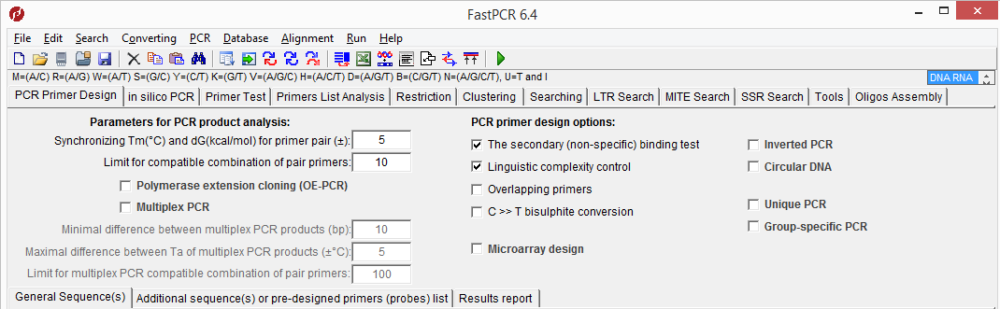 FastPCR 6.4
File Edit Search Converting PCR Database Alignment Run Help
M=(A/C) R=(A/G) W=(A/T) S=(G/C) Y=(C/T) K=(G/T) V=(A/G/C) H=(A/C/T) D=(A/G/T) B=(C/G/T) N=(A/G/C/T), U=T and I
DNA RNA
PCR Primer Design in silico PCR Primer Test Primers List Analysis Restriction Clustering Searching LTR Search MITE Search SSR Search Tools Oligos Assembly
Parameters for PCR product analysis:
Synchronizing Tm(°C) and dG(kcal/mol) for primer pair (±): 5
Limit for compatible combination of pair primers: 10
Polymerase extension cloning (OE-PCR)
Multiplex PCR
Minimal difference between multiplex PCR products (bp): 10
Maximal difference between Ta of multiplex PCR products (±°C): 5
Limit for multiplex PCR compatible combination of pair primers: 100
PCR primer design options:
The secondary (non-specific) binding test
Linguistic complexity control
Overlapping primers
C >> T bisulphite conversion
Microarray design
Inverted PCR
Circular DNA
Unique PCR
Group-specific PCR
General Sequence(s) Additional sequence(s) or pre-designed primers (probes) list Results report